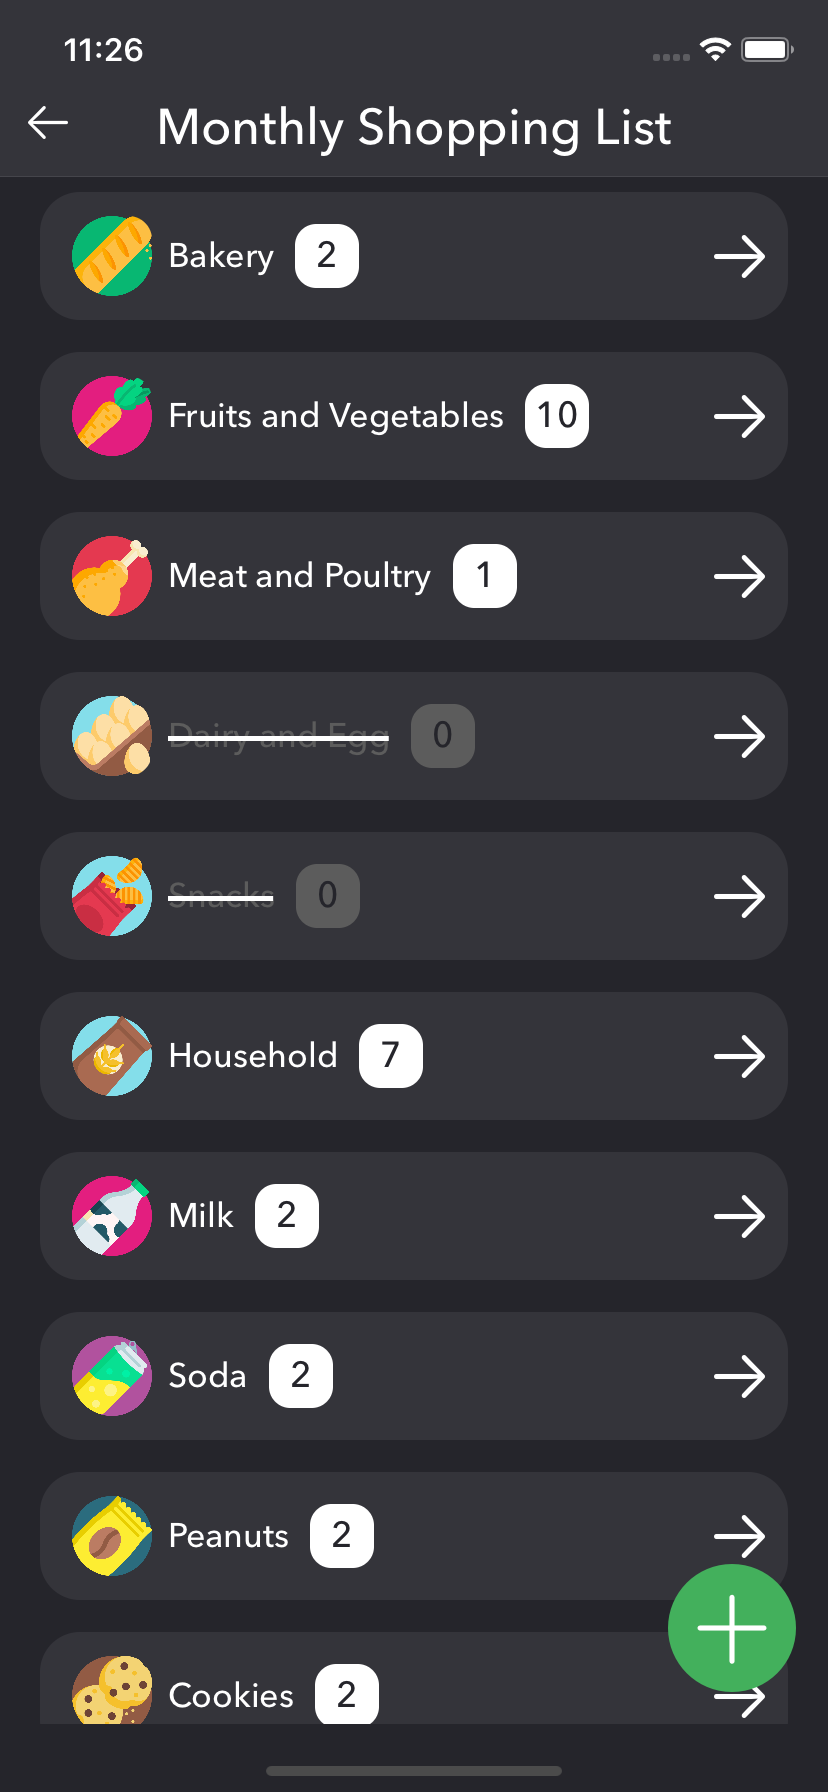 11:26
Monthly Shopping List
Bakery 2
Fruits and Vegetables 10
Meat and Poultry 1
Dairy and Egg 0
Snacks 0
Household 7
Milk 2
Soda 2
Peanuts 2
Cookies 2